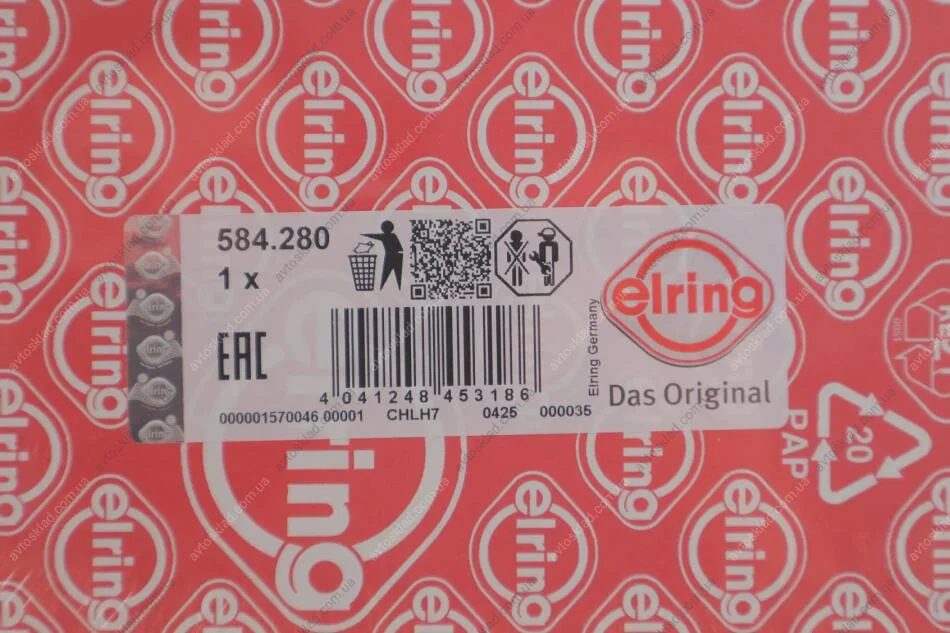 584.280
1 x
EAC
4 041248 453186
000001570046 00001 CHLH7 0425 000035
Elring Germany
elring
Das Original
20
PAP
avtosklad.com.ua